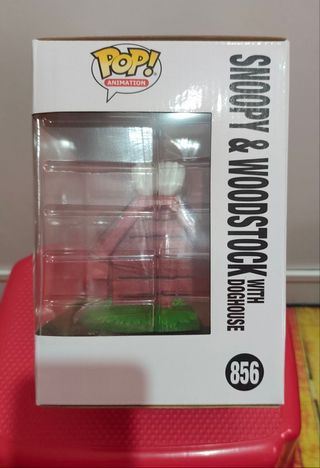 POP!
ANIMATION
SNOOPY & WOODSTOCK
WITH
DOGHOUSE
856